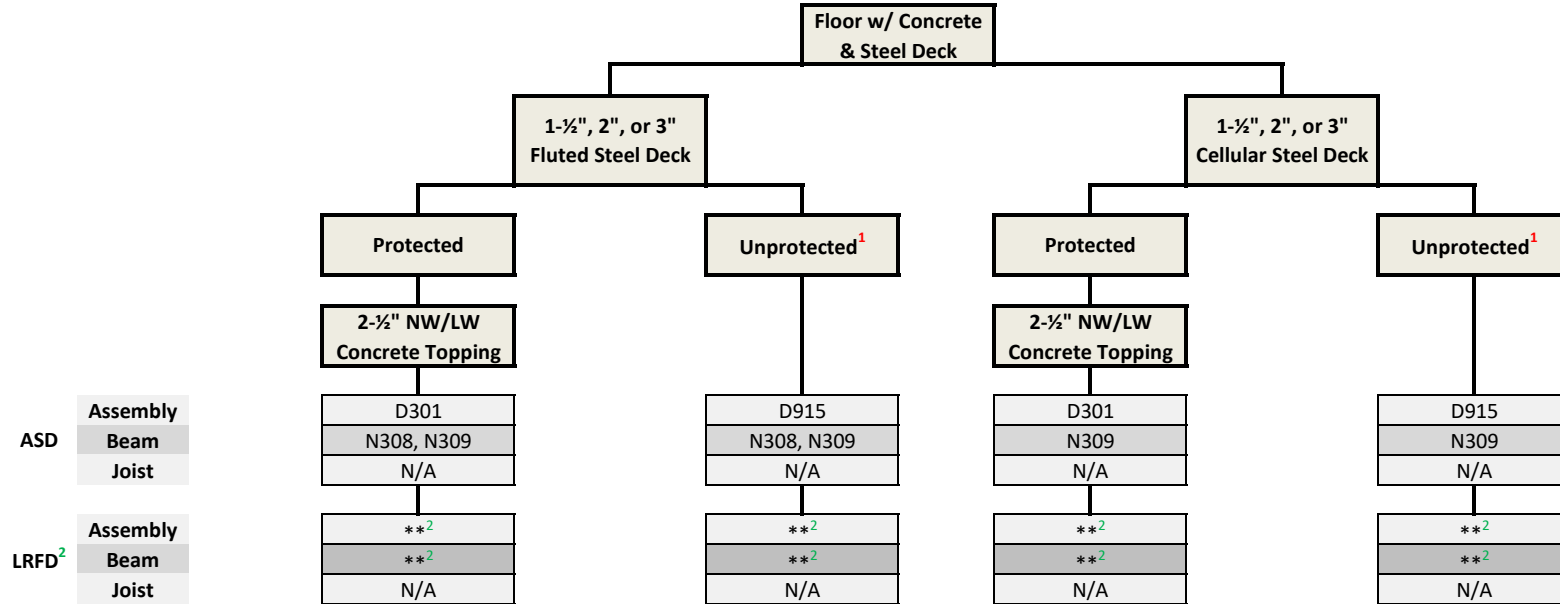 Floor w/ Concrete
& Steel Deck
1-½", 2", or 3"
Fluted Steel Deck
1-½", 2", or 3"
Cellular Steel Deck
Protected
Unprotected¹
Protected
Unprotected¹
2-½" NW/LW
Concrete Topping
2-½" NW/LW
Concrete Topping
Assembly D301 D915 D301 D915
ASD Beam N308, N309 N308, N309 N309 N309
Joist N/A N/A N/A N/A
Assembly **² **² **² **²
LRFD² Beam **² **² **² **²
Joist N/A N/A N/A N/A